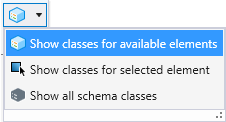 Show classes for available elements
Show classes for selected element
Show all schema classes